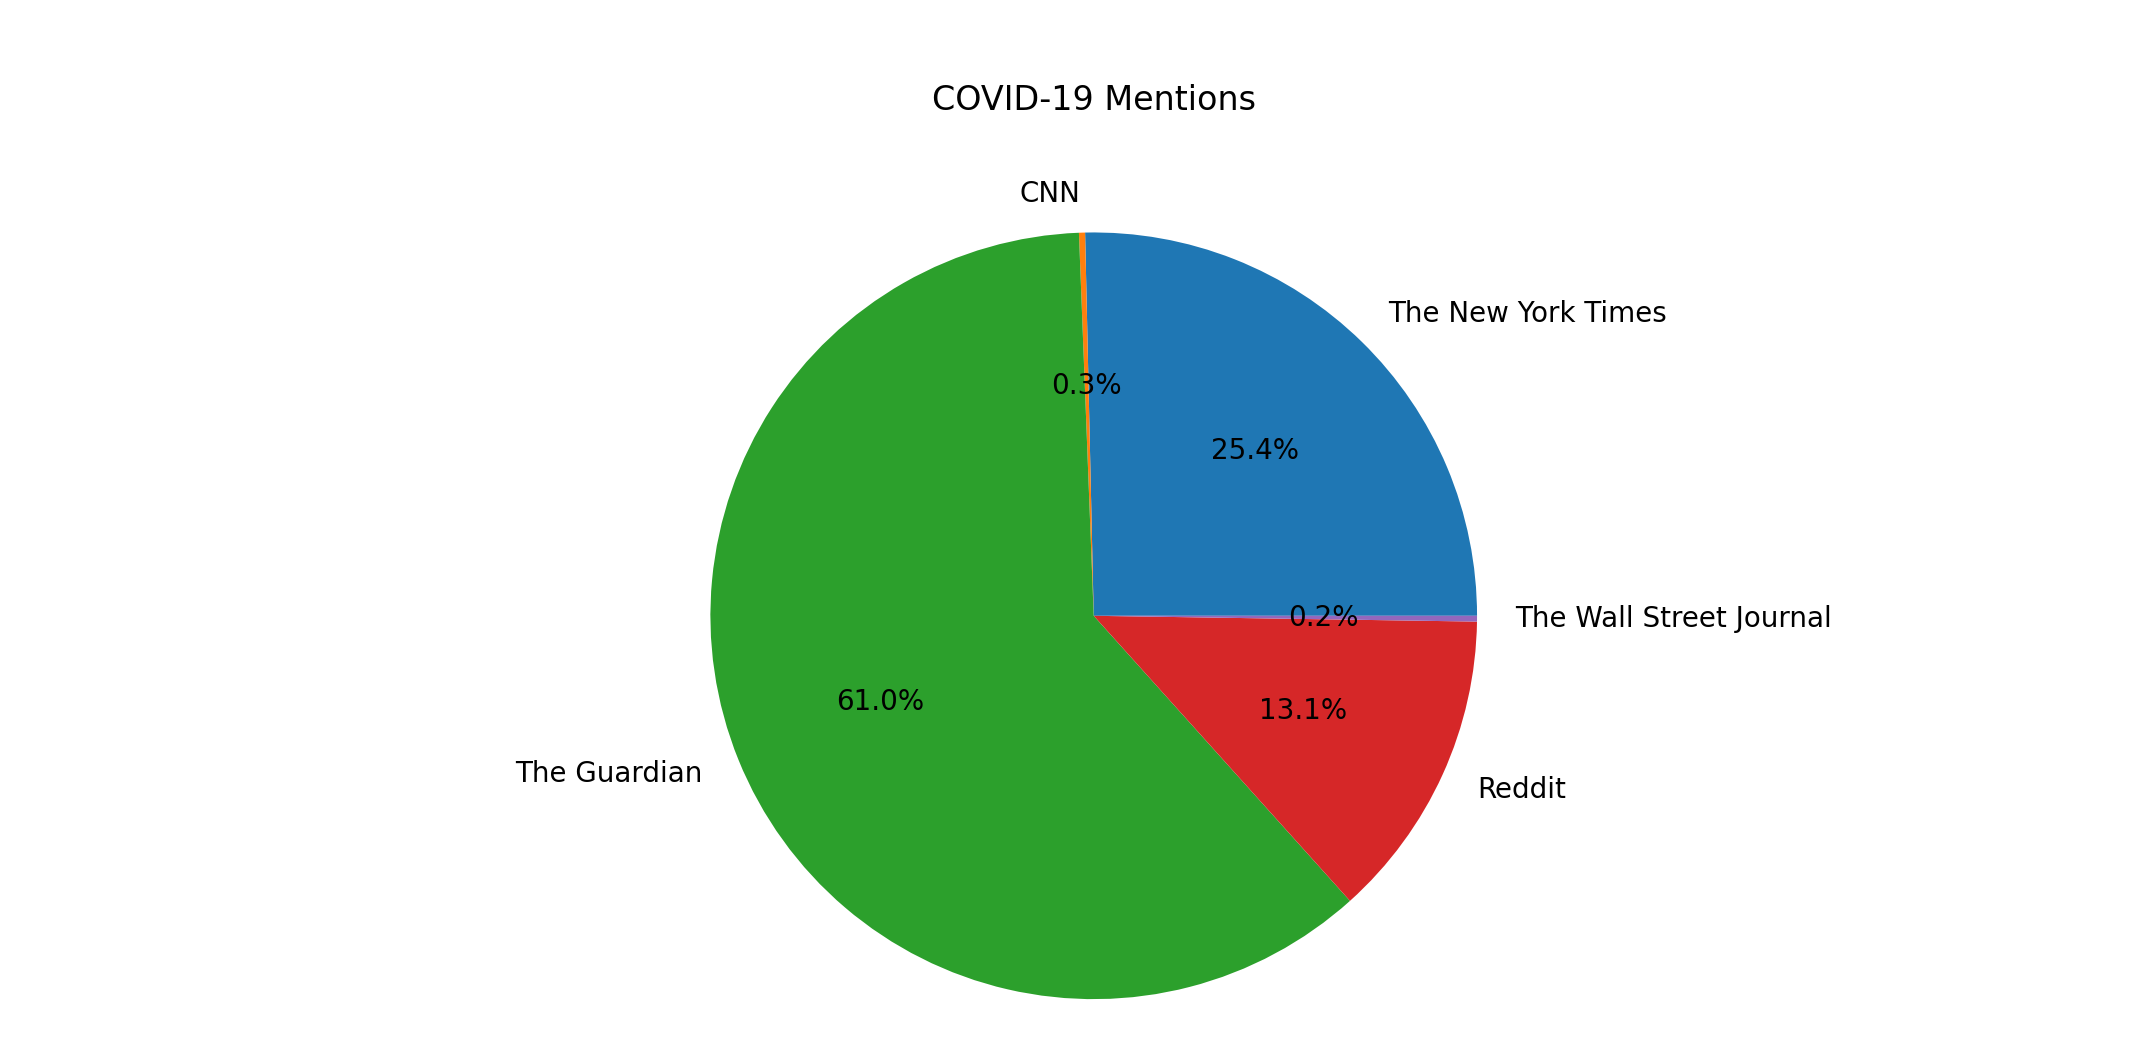 COVID-19 Mentions
CNN
The New York Times
0.3%
25.4%
0.2%
The Wall Street Journal
61.0%
13.1%
The Guardian
Reddit